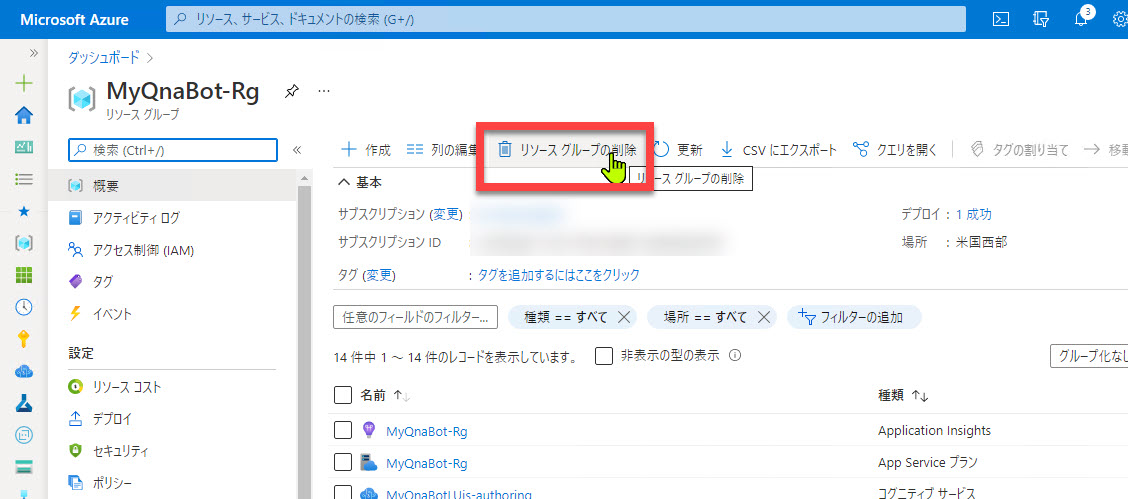 Microsoft Azure
リソース、サービス、ドキュメントの検索 (G+/)
3
ダッシュボード
MyQnaBot-Rg
リソース グループ
検索 (Ctrl+/)
作成 列の編集 リソース グループの削除 更新 CSV にエクスポート クエリを開く タグの割り当て 移動
リソース グループの削除
概要
アクティビティ ログ
アクセス制御 (IAM)
タグ
イベント
設定
リソース コスト
デプロイ
セキュリティ
ポリシー
基本
サブスクリプション (変更) :
デプロイ : 1 成功
サブスクリプション ID :
場所 : 米国西部
タグ (変更) : タグを追加するにはここをクリック
任意のフィールドのフィルター... 種類 == すべて 場所 == すべて フィルターの追加
14 件中 1 ～ 14 件のレコードを表示しています。 非表示の型の表示 グループ化なし
名前 種類
MyQnaBot-Rg Application Insights
MyQnaBot-Rg App Service プラン
MyQnaBotLUis-authoring コグニティブ サービス